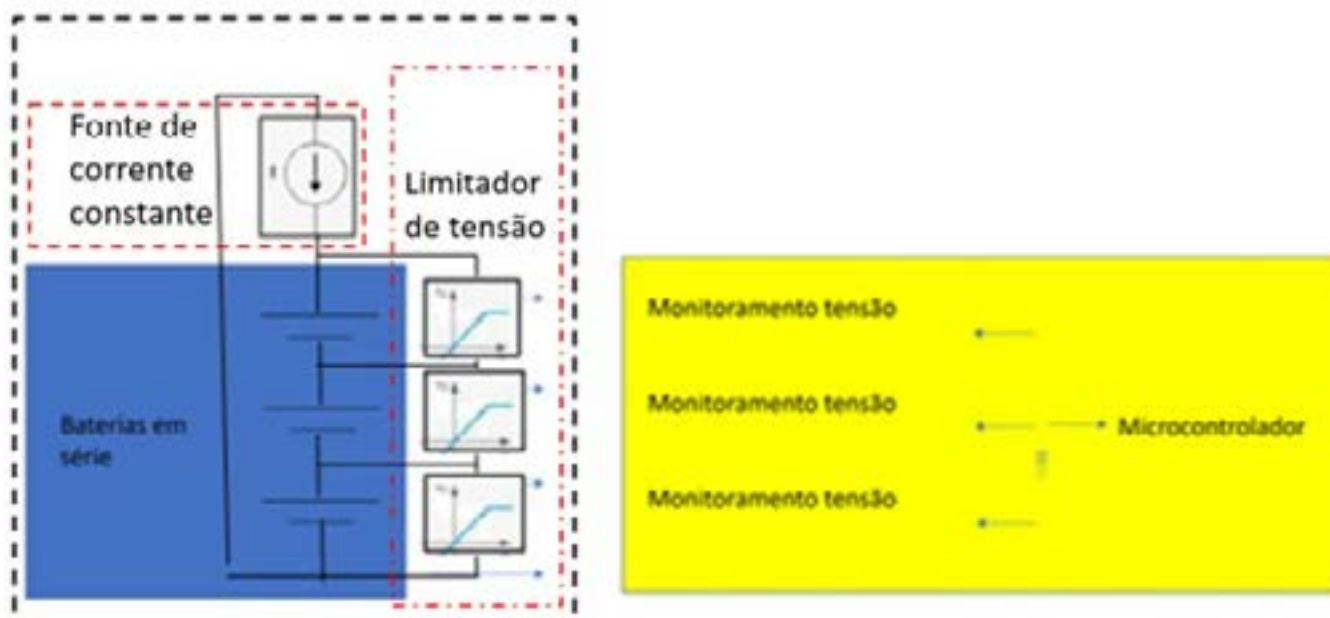 Fonte de
corrente
constante
Limitador
de tensão
Baterias em
série
Monitoramento tensão
Monitoramento tensão
Microcontrolador
Monitoramento tensão